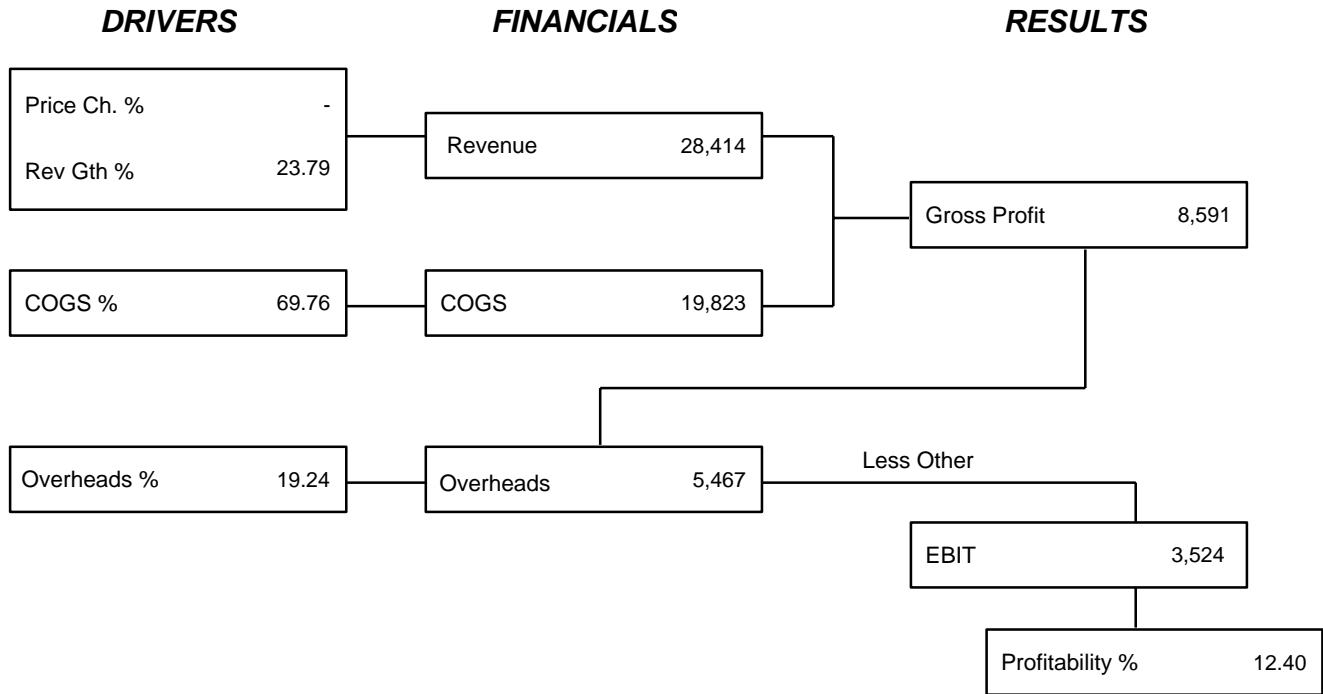 DRIVERS FINANCIALS RESULTS
Price Ch. % -
Rev Gth % 23.79
Revenue 28,414
Gross Profit 8,591
COGS % 69.76
COGS 19,823
Overheads % 19.24
Overheads 5,467
Less Other
EBIT 3,524
Profitability % 12.40